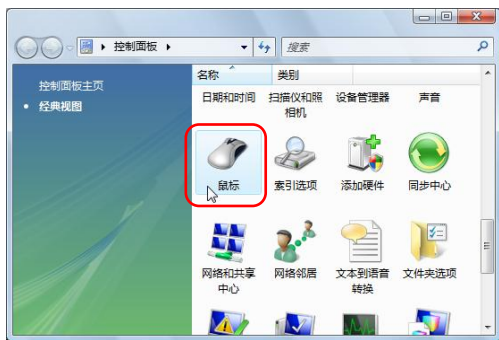 控制面板
搜索
控制面板主页
经典视图
名称 类别
日期和时间 扫描仪和照相机 设备管理器 声音
鼠标 索引选项 添加硬件 同步中心
网络和共享中心 网络邻居 文本到语音转换 文件夹选项